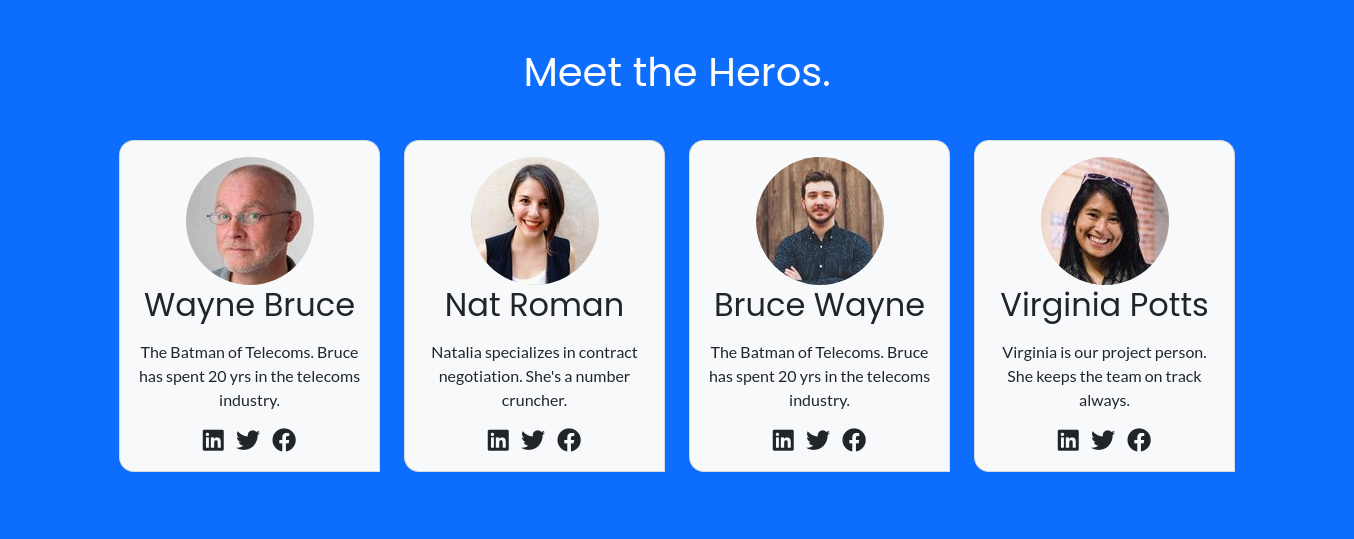 Meet the Heros.
Wayne Bruce
The Batman of Telecoms. Bruce
has spent 20 yrs in the telecoms
industry.
Nat Roman
Natalia specializes in contract
negotiation. She's a number
cruncher.
Bruce Wayne
The Batman of Telecoms. Bruce
has spent 20 yrs in the telecoms
industry.
Virginia Potts
Virginia is our project person.
She keeps the team on track
always.